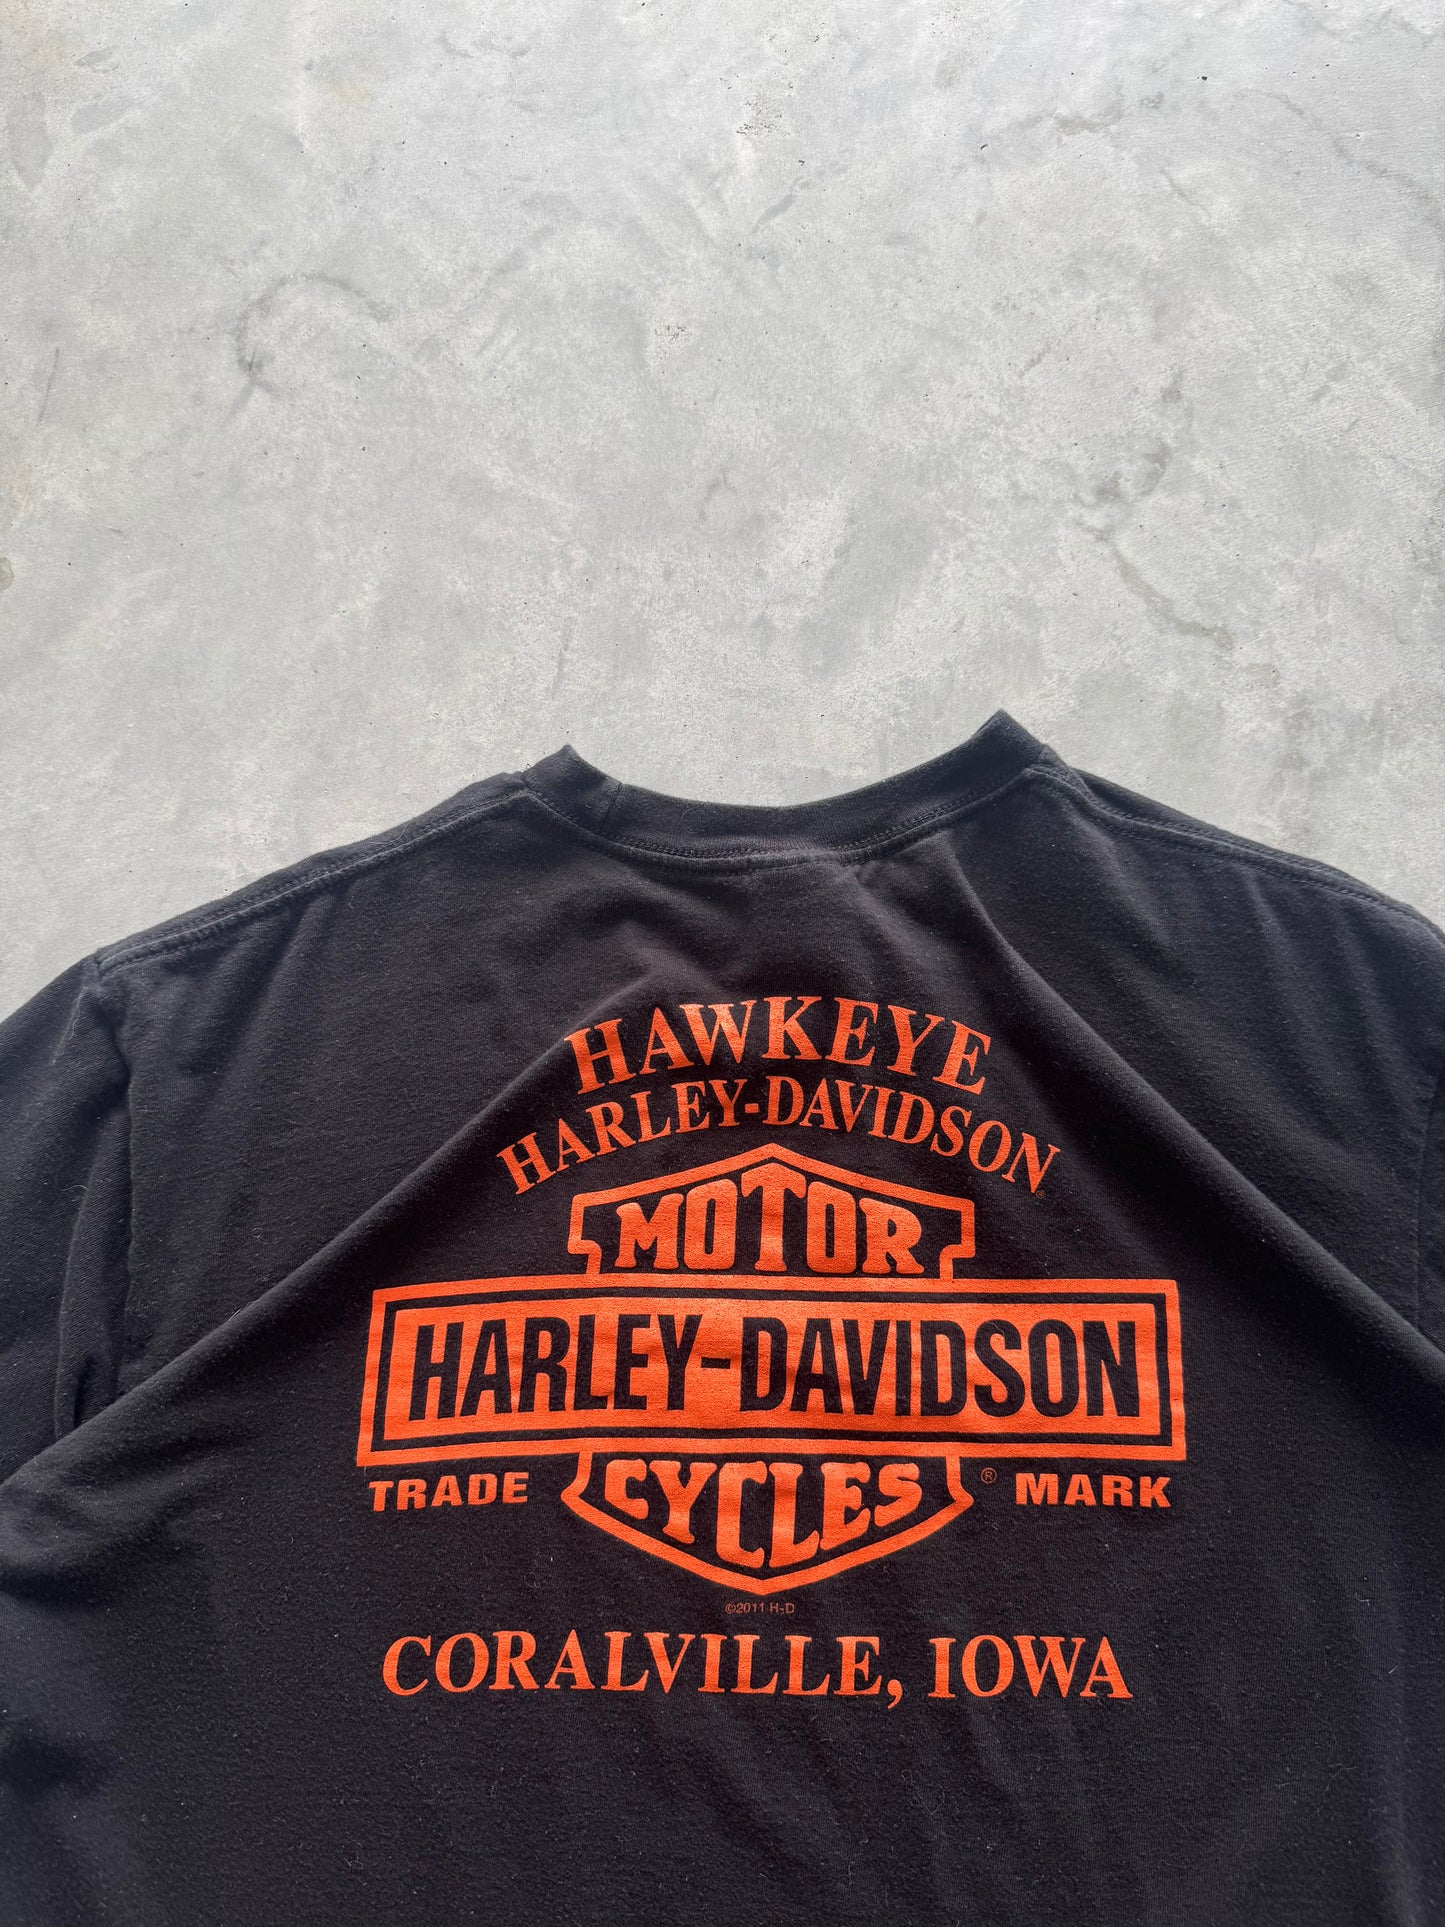 HAWKEYE
HARLEY-DAVIDSON®
MOTOR
HARLEY-DAVIDSON
TRADE CYCLES ® MARK
©2011 H-D
CORALVILLE, IOWA